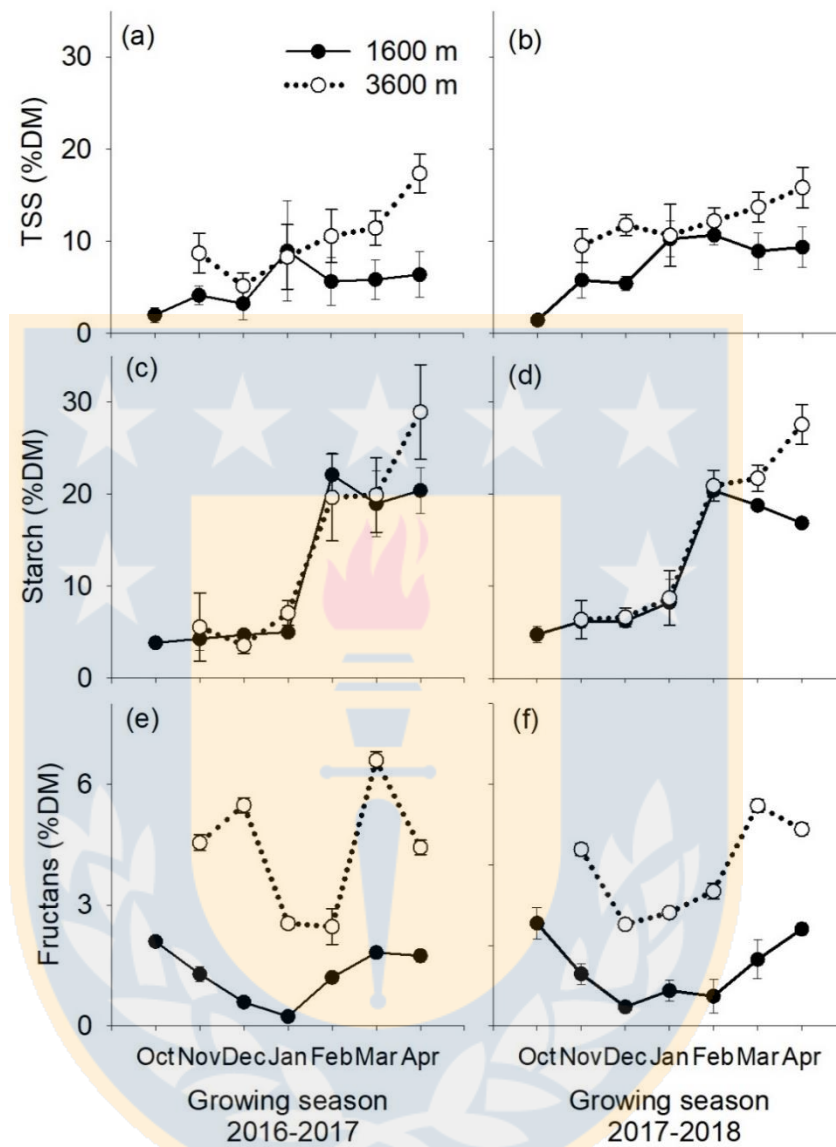 (a)
1600 m
3600 m
(b)
30
20
10
0
TSS (%DM)
(c)
(d)
30
20
10
0
Starch (%DM)
(e)
(f)
6
3
0
Fructans (%DM)
Oct Nov Dec Jan Feb Mar Apr
Oct Nov Dec Jan Feb Mar Apr
Growing season
2016-2017
Growing season
2017-2018